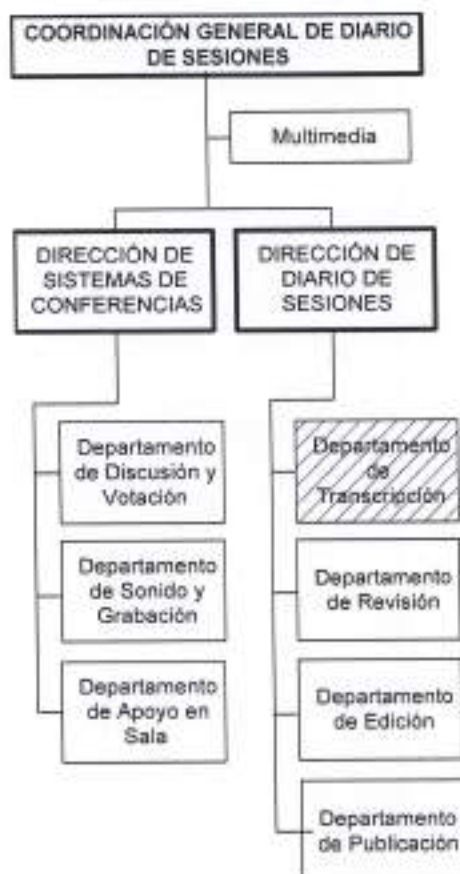 COORDINACIÓN GENERAL DE DIARIO
DE SESIONES
Multimedia
DIRECCIÓN DE
SISTEMAS DE
CONFERENCIAS
DIRECCIÓN DE
DIARIO DE
SESIONES
Departamento
de Discusión y
Votación
Departamento
de Sonido y
Grabación
Departamento
de Apoyo en
Sala
Departamento
de
Transcripción
Departamento
de Revisión
Departamento
de Edición
Departamento
de Publicación